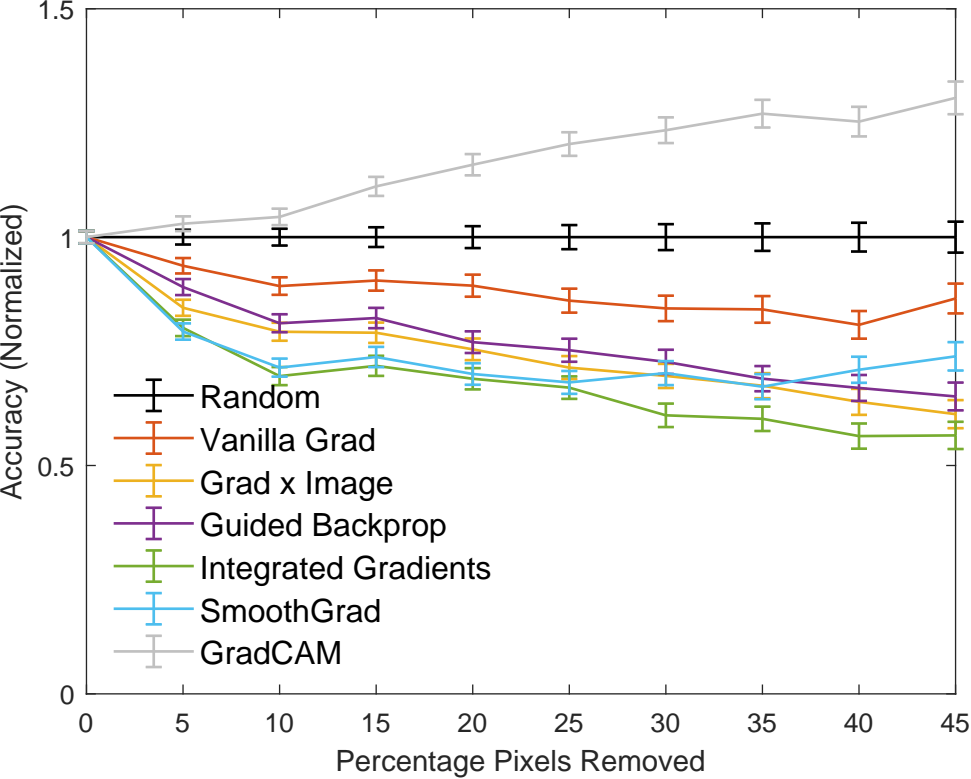 1.5
1
0.5
0
Accuracy (Normalized)
Random
Vanilla Grad
Grad x Image
Guided Backprop
Integrated Gradients
SmoothGrad
GradCAM
0 5 10 15 20 25 30 35 40 45
Percentage Pixels Removed